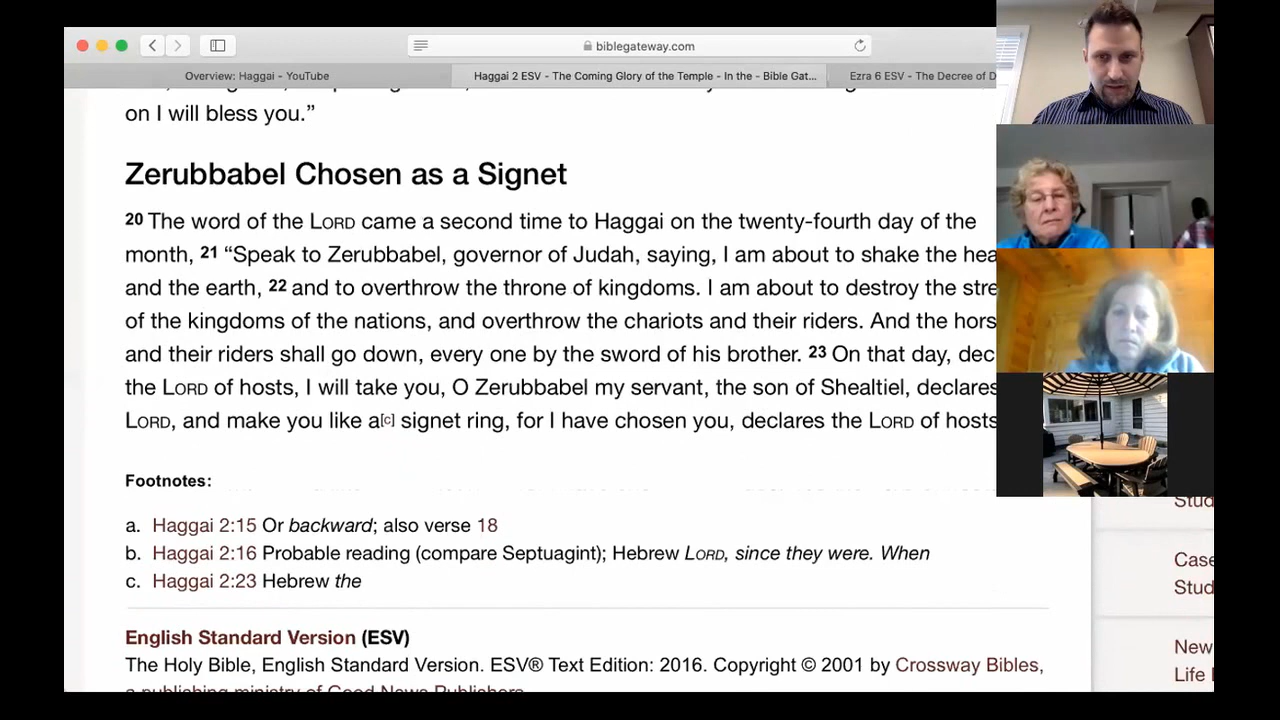 biblegateway.com
Overview: Haggai - YouTube
Haggai 2 ESV - The Coming Glory of the Temple - In the - Bible Gat...
Ezra 6 ESV - The Decree of D
on I will bless you.”
Zerubbabel Chosen as a Signet
20 The word of the LORD came a second time to Haggai on the twenty-fourth day of the
month, 21 “Speak to Zerubbabel, governor of Judah, saying, I am about to shake the hea
and the earth, 22 and to overthrow the throne of kingdoms. I am about to destroy the stre
of the kingdoms of the nations, and overthrow the chariots and their riders. And the hors
and their riders shall go down, every one by the sword of his brother. 23 On that day, dec
the LORD of hosts, I will take you, O Zerubbabel my servant, the son of Shealtiel, declares
LORD, and make you like a[c] signet ring, for I have chosen you, declares the LORD of hosts
Footnotes:
a. Haggai 2:15 Or backward; also verse 18
b. Haggai 2:16 Probable reading (compare Septuagint); Hebrew LORD, since they were. When
c. Haggai 2:23 Hebrew the
English Standard Version (ESV)
The Holy Bible, English Standard Version. ESV® Text Edition: 2016. Copyright © 2001 by Crossway Bibles,
a publishing ministry of Good News Publishers.
Stud
Case
Stud
New
Life